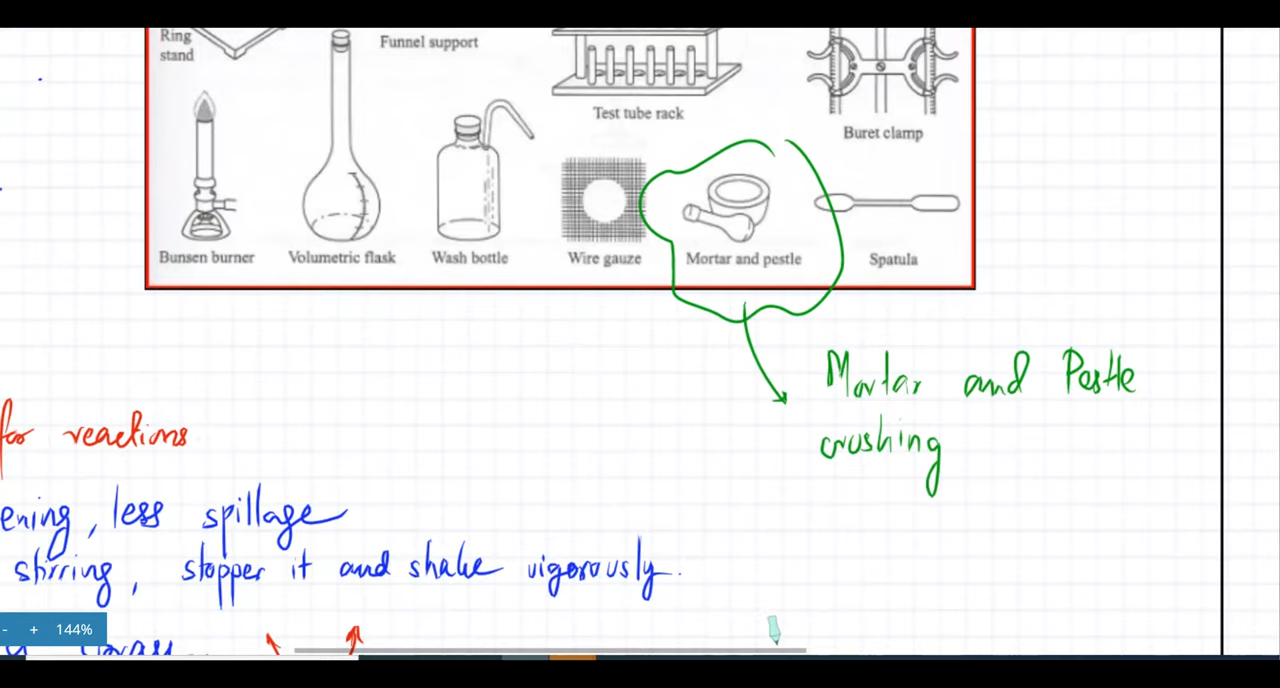 Ring
stand
Funnel support
Test tube rack
Buret clamp
Bunsen burner
Volumetric flask
Wash bottle
Wire gauze
Mortar and pestle
Spatula
Mortar and Pestle
crushing
for reactions
ening, less spillage
stirring, stopper it and shake vigorously.
- + 144%